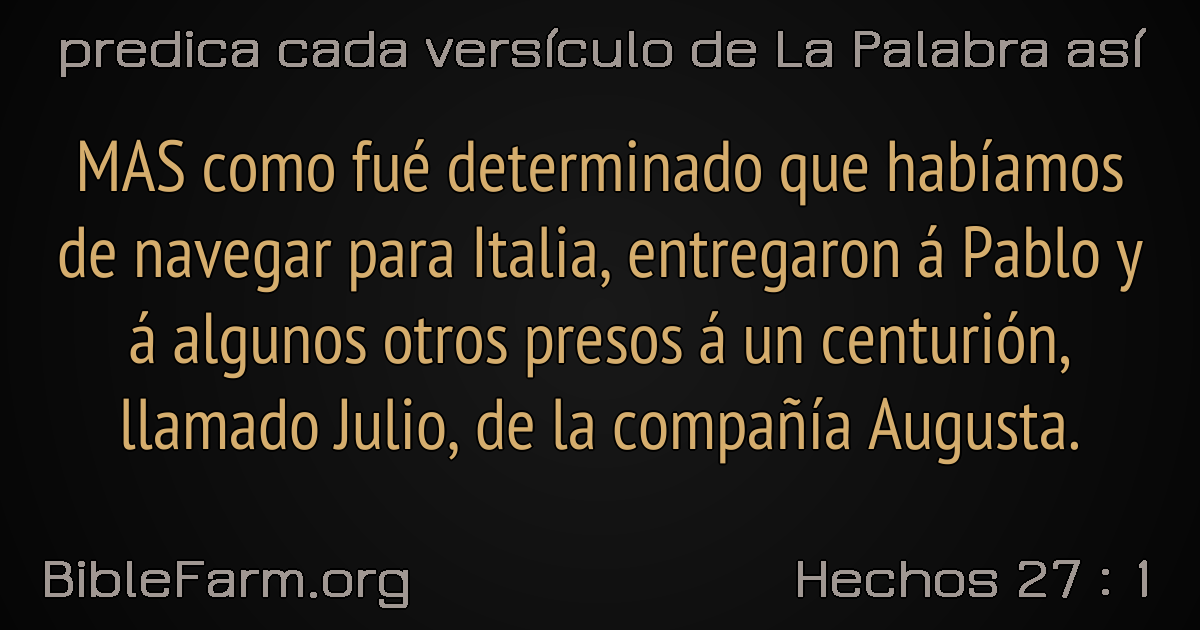 predica cada versículo de La Palabra así
MAS como fué determinado que habíamos
de navegar para Italia, entregaron á Pablo y
á algunos otros presos á un centurión,
llamado Julio, de la compañía Augusta.
BibleFarm.org
Hechos 27 : 1